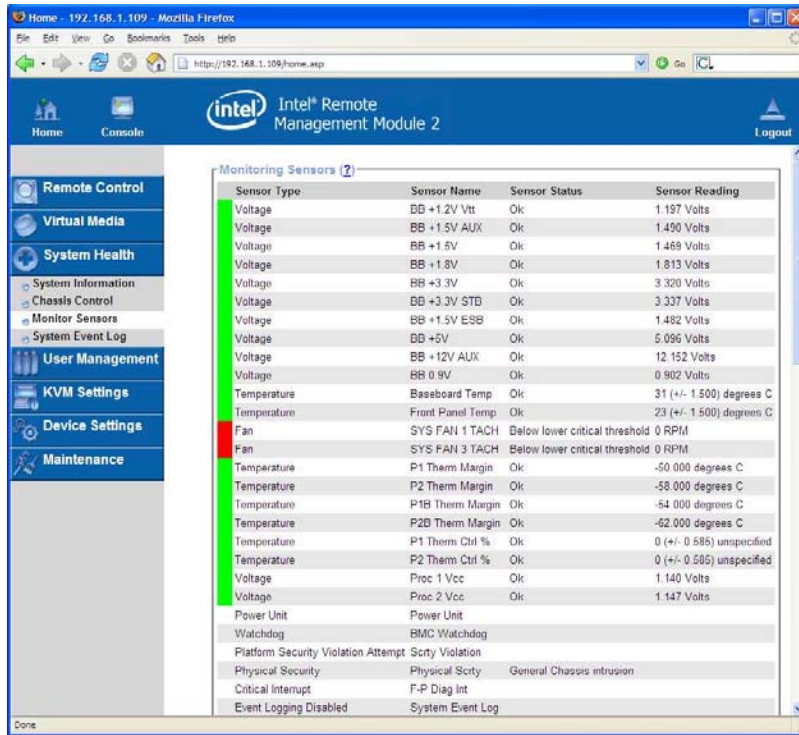 Home - 192.168.1.109 - Mozilla Firefox
File Edit View Go Bookmarks Tools Help
http://192.168.1.109/home.asp Go
Home Console intel® Intel® Remote Management Module 2 Logout
Remote Control
Virtual Media
System Health
System Information
Chassis Control
Monitor Sensors
System Event Log
User Management
KVM Settings
Device Settings
Maintenance
Monitoring Sensors (?)
Sensor Type Sensor Name Sensor Status Sensor Reading
Voltage BB +1.2V Vtt Ok 1.197 Volts
Voltage BB +1.5V AUX Ok 1.490 Volts
Voltage BB +1.5V Ok 1.469 Volts
Voltage BB +1.8V Ok 1.813 Volts
Voltage BB +3.3V Ok 3.320 Volts
Voltage BB +3.3V STB Ok 3.337 Volts
Voltage BB +1.5V ESB Ok 1.482 Volts
Voltage BB +5V Ok 5.096 Volts
Voltage BB +12V AUX Ok 12.152 Volts
Voltage BB 0.9V Ok 0.902 Volts
Temperature Baseboard Temp Ok 31 (+/- 1.500) degrees C
Temperature Front Panel Temp Ok 23 (+/- 1.500) degrees C
Fan SYS FAN 1 TACH Below lower critical threshold 0 RPM
Fan SYS FAN 3 TACH Below lower critical threshold 0 RPM
Temperature P1 Therm Margin Ok -50.000 degrees C
Temperature P2 Therm Margin Ok -58.000 degrees C
Temperature P1B Therm Margin Ok -54.000 degrees C
Temperature P2B Therm Margin Ok -62.000 degrees C
Temperature P1 Therm Ctrl % Ok 0 (+/- 0.585) unspecified
Temperature P2 Therm Ctrl % Ok 0 (+/- 0.585) unspecified
Voltage Proc 1 Vcc Ok 1.140 Volts
Voltage Proc 2 Vcc Ok 1.147 Volts
Power Unit Power Unit
Watchdog BMC Watchdog
Platform Security Violation Attempt Scrty Violation
Physical Security Physical Scrty General Chassis intrusion
Critical Interrupt F-P Diag Int
Event Logging Disabled System Event Log
Done